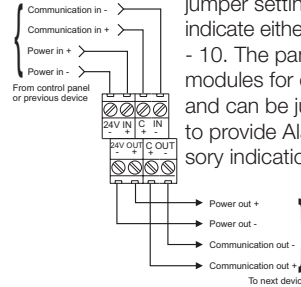 Communication in -
Communication in +
Power in +
Power in -
From control panel
or previous device
24V IN C IN
- + + -
24V OUT C OUT
- + + -
Power out +
Power out -
Communication out -
Communication out +
To next devic
jumper settin
indicate eithe
- 10. The par
modules for
and can be ju
to provide Ala
sory indicatio